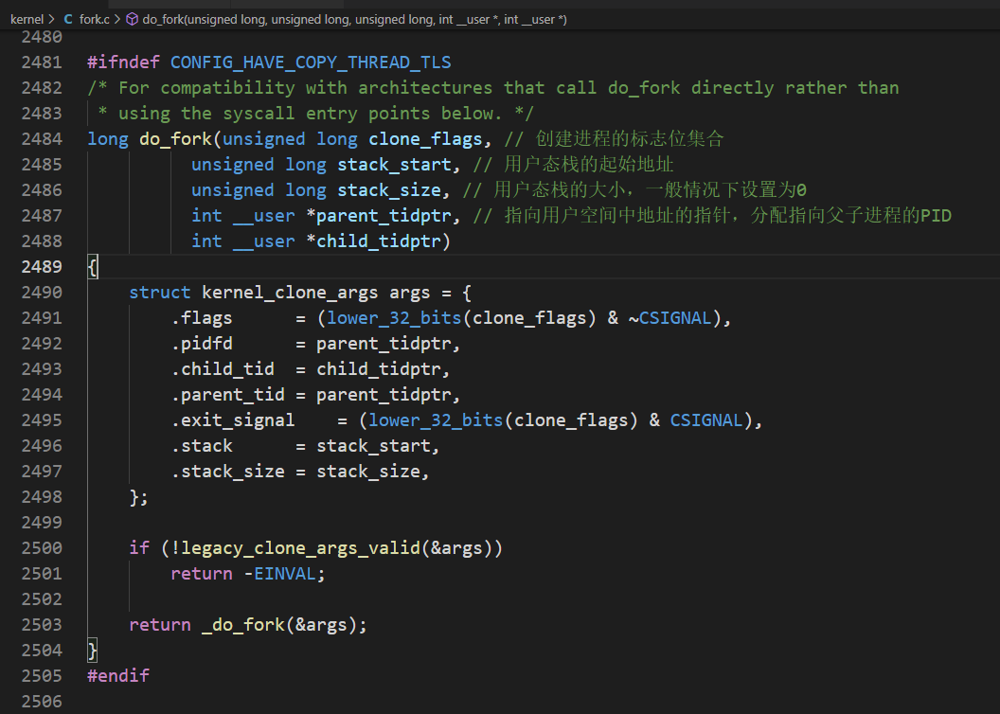 kernel > C fork.c > do_fork(unsigned long, unsigned long, unsigned long, int __user *, int __user *)
2480
2481 #ifndef CONFIG_HAVE_COPY_THREAD_TLS
2482 /* For compatibility with architectures that call do_fork directly rather than
2483  * using the syscall entry points below. */
2484 long do_fork(unsigned long clone_flags, // 创建进程的标志位集合
2485           unsigned long stack_start, // 用户态栈的起始地址
2486           unsigned long stack_size, // 用户态栈的大小，一般情况下设置为0
2487           int __user *parent_tidptr, // 指向用户空间中地址的指针，分配指向父子进程的PID
2488           int __user *child_tidptr)
2489 {
2490     struct kernel_clone_args args = {
2491         .flags      = (lower_32_bits(clone_flags) & ~CSIGNAL),
2492         .pidfd      = parent_tidptr,
2493         .child_tid  = child_tidptr,
2494         .parent_tid = parent_tidptr,
2495         .exit_signal    = (lower_32_bits(clone_flags) & CSIGNAL),
2496         .stack      = stack_start,
2497         .stack_size = stack_size,
2498     };
2499
2500     if (!legacy_clone_args_valid(&args))
2501         return -EINVAL;
2502
2503     return _do_fork(&args);
2504 }
2505 #endif
2506